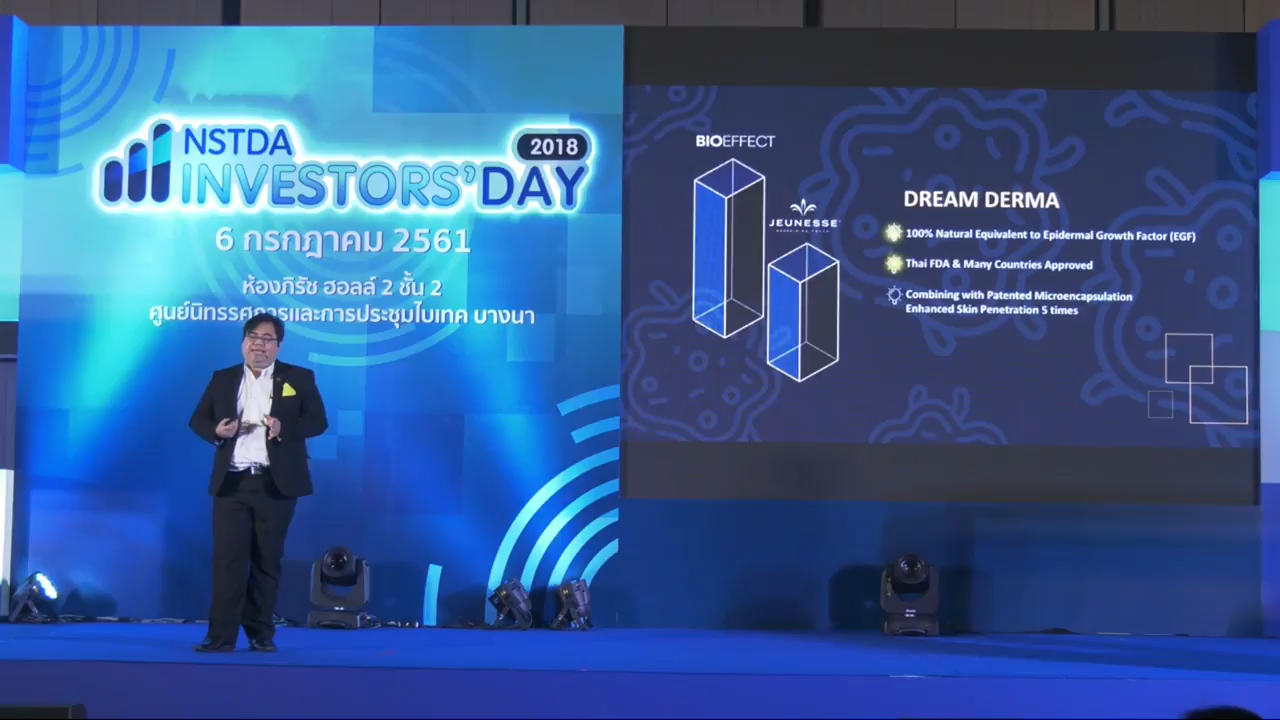 NSTDA
2018
INVESTORS' DAY
6 กรกฎาคม 2561
ห้องภิรัช ฮอลล์ 2 ชั้น 2
ศูนย์นิทรรศการและการประชุมไบเทค บางนา
BIOEFFECT
JEUNESSE
DREAM DERMA
100% Natural Equivalent to Epidermal Growth Factor (EGF)
Thai FDA & Many Countries Approved
Combining with Patented Microencapsulation
Enhanced Skin Penetration 5 times